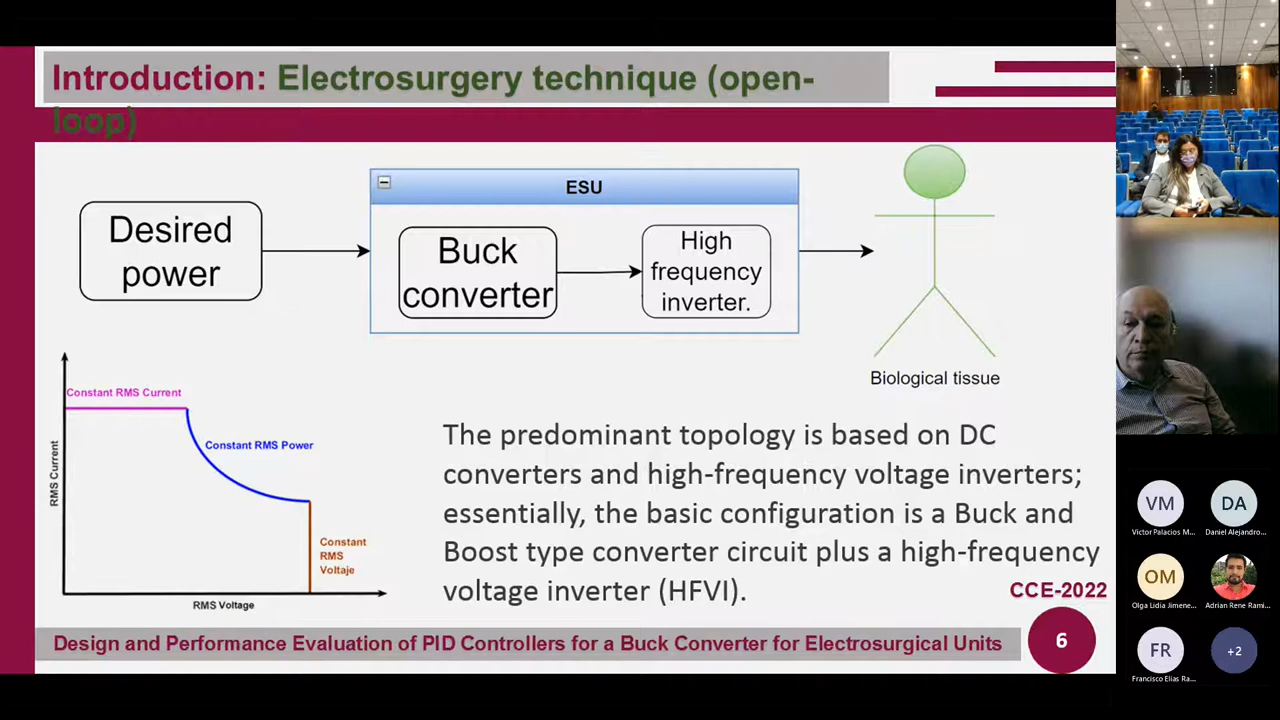 Introduction: Electrosurgery technique (open-
loop)
ESU
Desired
power
Buck
converter
High
frequency
inverter.
Biological tissue
Constant RMS Current
Constant RMS Power
Constant
RMS
Voltaje
RMS Current
RMS Voltage
The predominant topology is based on DC
converters and high-frequency voltage inverters;
essentially, the basic configuration is a Buck and
Boost type converter circuit plus a high-frequency
voltage inverter (HFVI).
CCE-2022
Design and Performance Evaluation of PID Controllers for a Buck Converter for Electrosurgical Units
6
VM
Victor Palacios M...
DA
Daniel Alejandro...
OM
Olga Lidia Jimene...
Adrian Rene Rami...
FR
Francisco Elias Ra...
+2